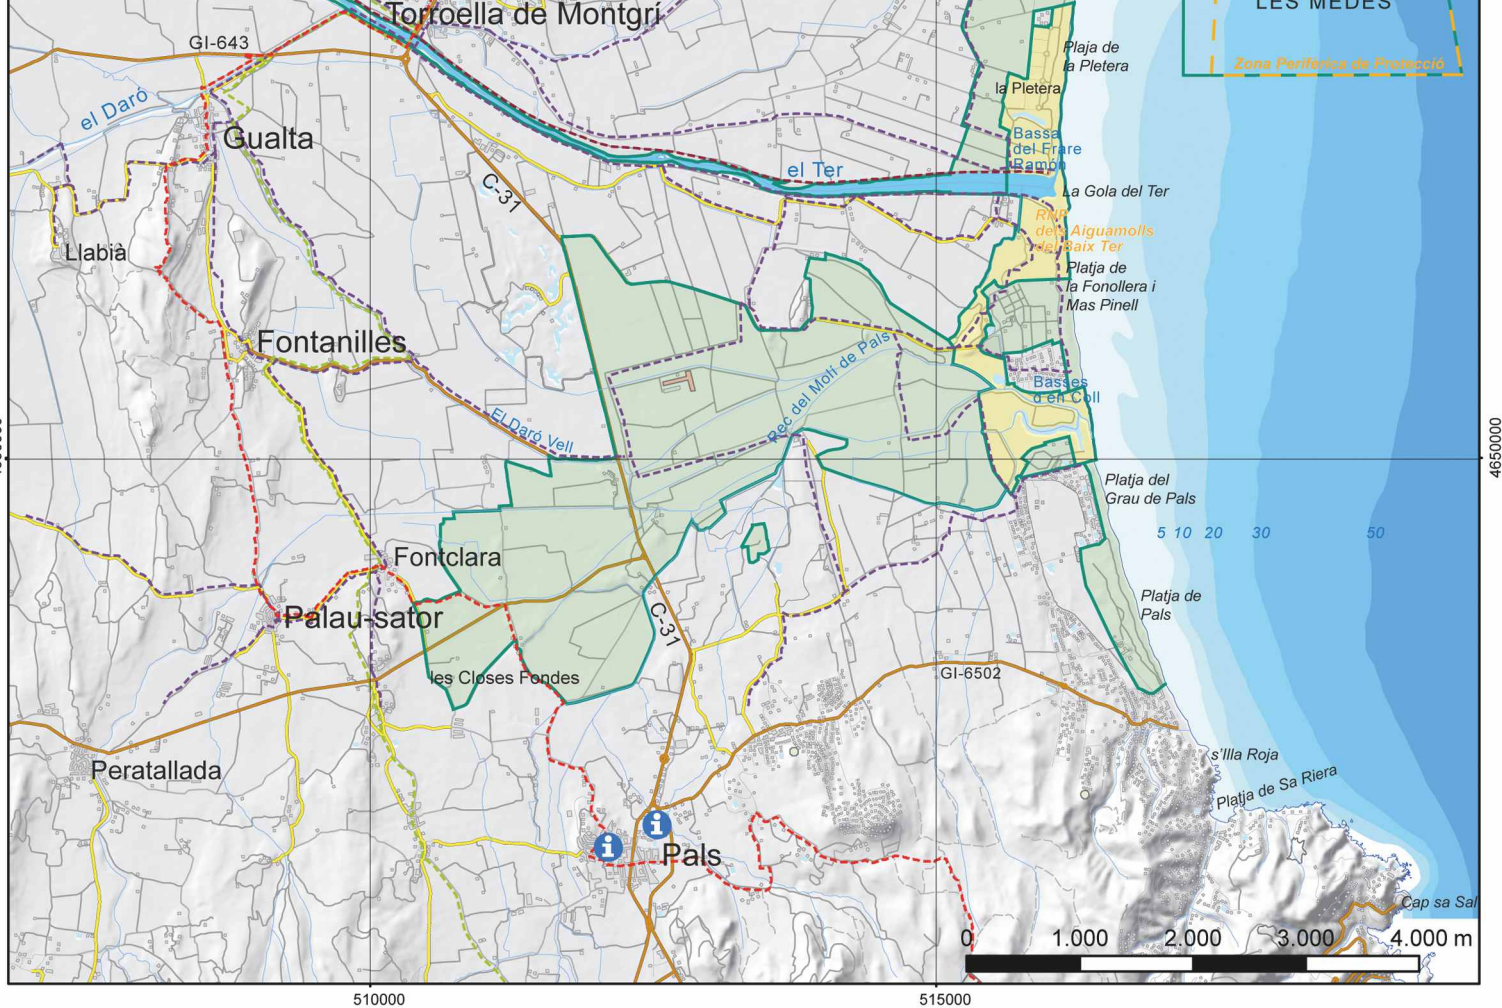 Torroella de Montgrí
LES MEDES
GI-643
Platja de
la Pletera
Zona Perifèrica de Protecció
la Pletera
el Daró
Gualta
Bassa
del Frare
Ramón
el Ter
C-31
La Gola del Ter
RNP
dels Aiguamolls
del Baix Ter
Llabià
Platja de
la Fonollera i
Mas Pinell
Fontanilles
Rec del Molí de Pals
Basses
d'en Coll
El Daró Vell
4650000
Platja del
Grau de Pals
5 10 20 30 50
Fontclara
Platja de
Pals
Palau-sator
C-31
les Closes Fondes
GI-6502
s'Illa Roja
Peratallada
Platja de Sa Riera
i
i
Pals
Cap sa Sal
0 1.000 2.000 3.000 4.000 m
510000 515000